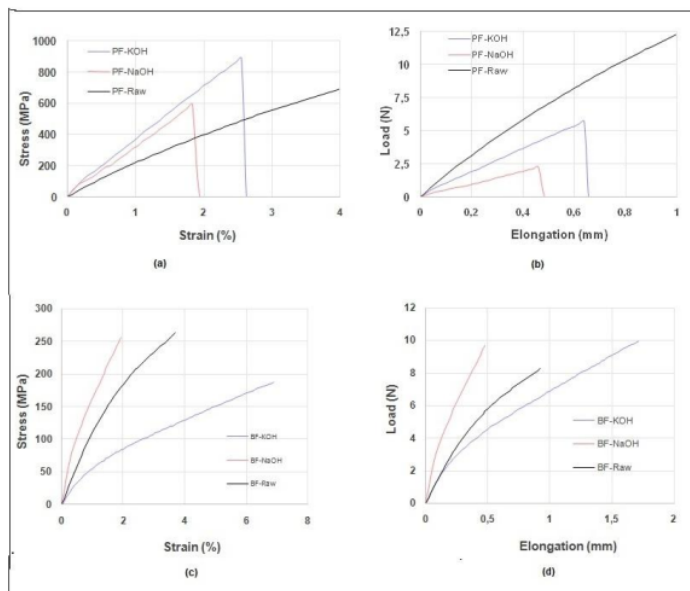 PF-KOH
PF-NaOH
PF-Raw
1000
800
600
400
200
0
0
1
2
3
4
Stress (MPa)
Strain (%)
(a)
12,5
10
7,5
5
2,5
0,0
0
0,2
0,4
0,6
0,8
1
PF-KOH
PF-NaOH
PF-Raw
Load (N)
Elongation (mm)
(b)
300
250
200
150
100
50
0
0
2
4
6
8
BF-KOH
BF-NaOH
BF-Raw
Stress (MPa)
Strain (%)
(c)
12
10
8
6
4
2
0
0
0,5
1
1,5
2
BF-KOH
BF-NaOH
BF-Raw
Load (N)
Elongation (mm)
(d)